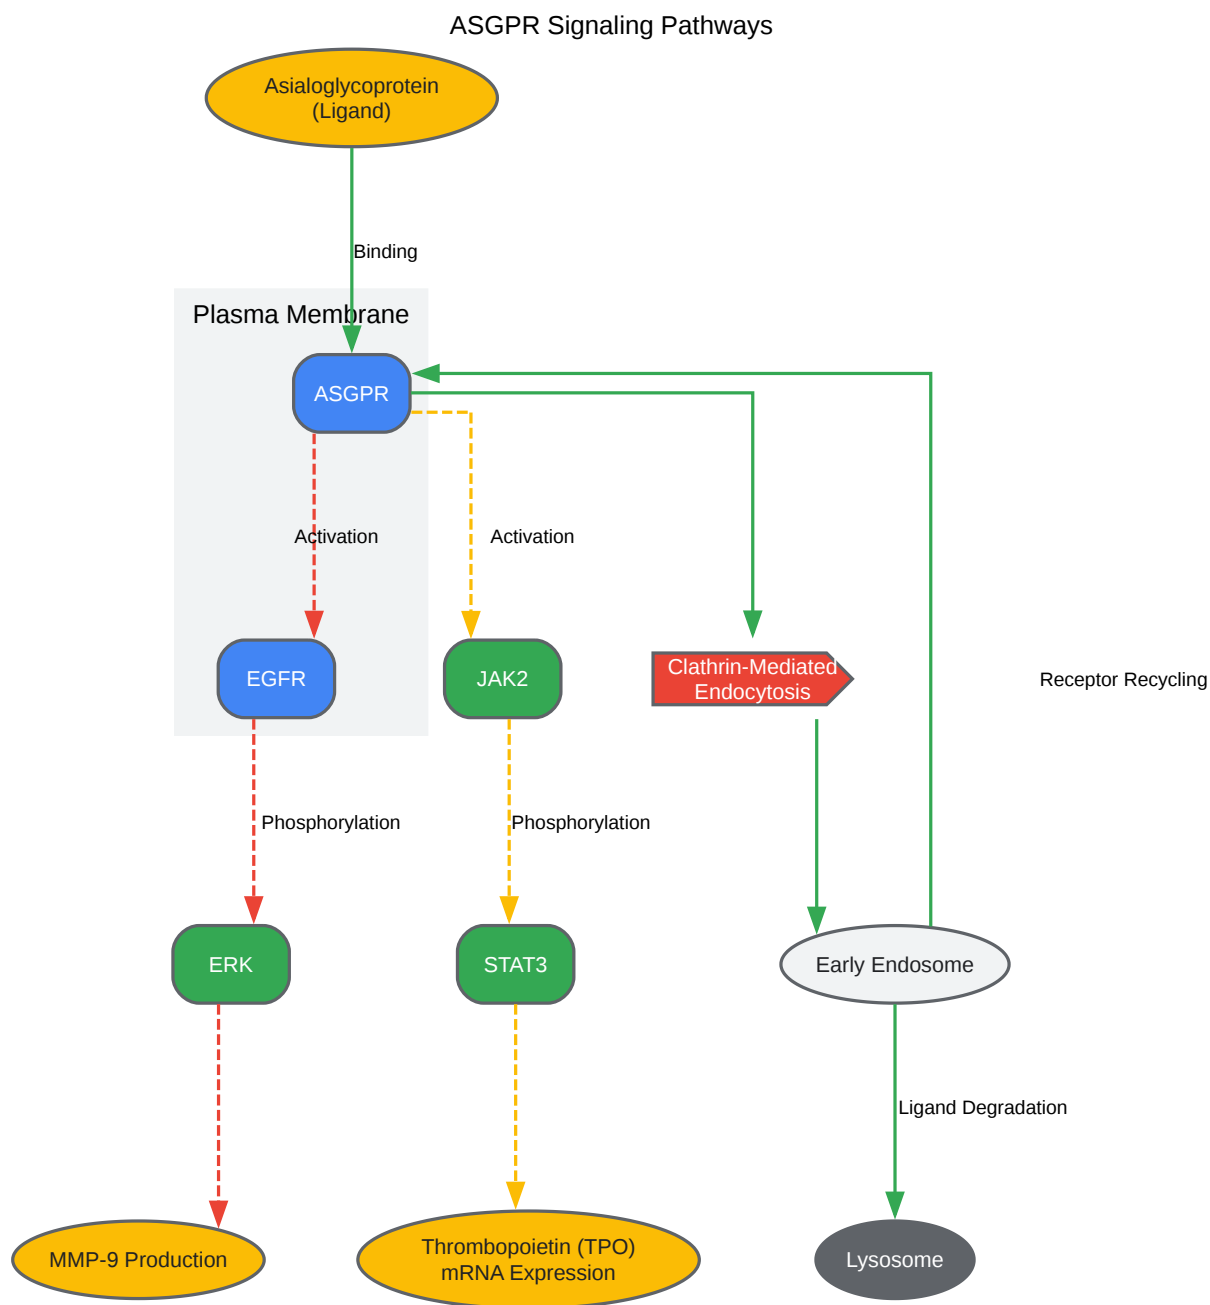 ASGPR Signaling Pathways
Asialoglycoprotein
(Ligand)
Binding
Plasma Membrane
ASGPR
Activation
Activation
EGFR
JAK2
Clathrin-Mediated
Endocytosis
Receptor Recycling
Phosphorylation
Phosphorylation
ERK
STAT3
Early Endosome
Ligand Degradation
MMP-9 Production
Thrombopoietin (TPO)
mRNA Expression
Lysosome